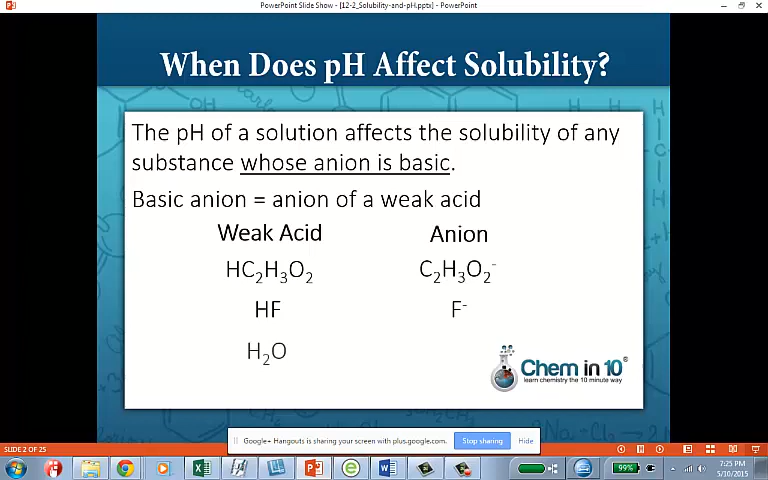 PowerPoint Slide Show - [12-2_Solubility-and-pH.pptx] - PowerPoint
When Does pH Affect Solubility?
The pH of a solution affects the solubility of any
substance whose anion is basic.
Basic anion = anion of a weak acid
Weak Acid Anion
HC₂H₃O₂ C₂H₃O₂⁻
HF F⁻
H₂O
Chem in 10®
learn chemistry the 10 minute way
Google+ Hangouts is sharing your screen with plus.google.com. Stop sharing Hide
SLIDE 2 OF 25
99%
7:25 PM
5/10/2015